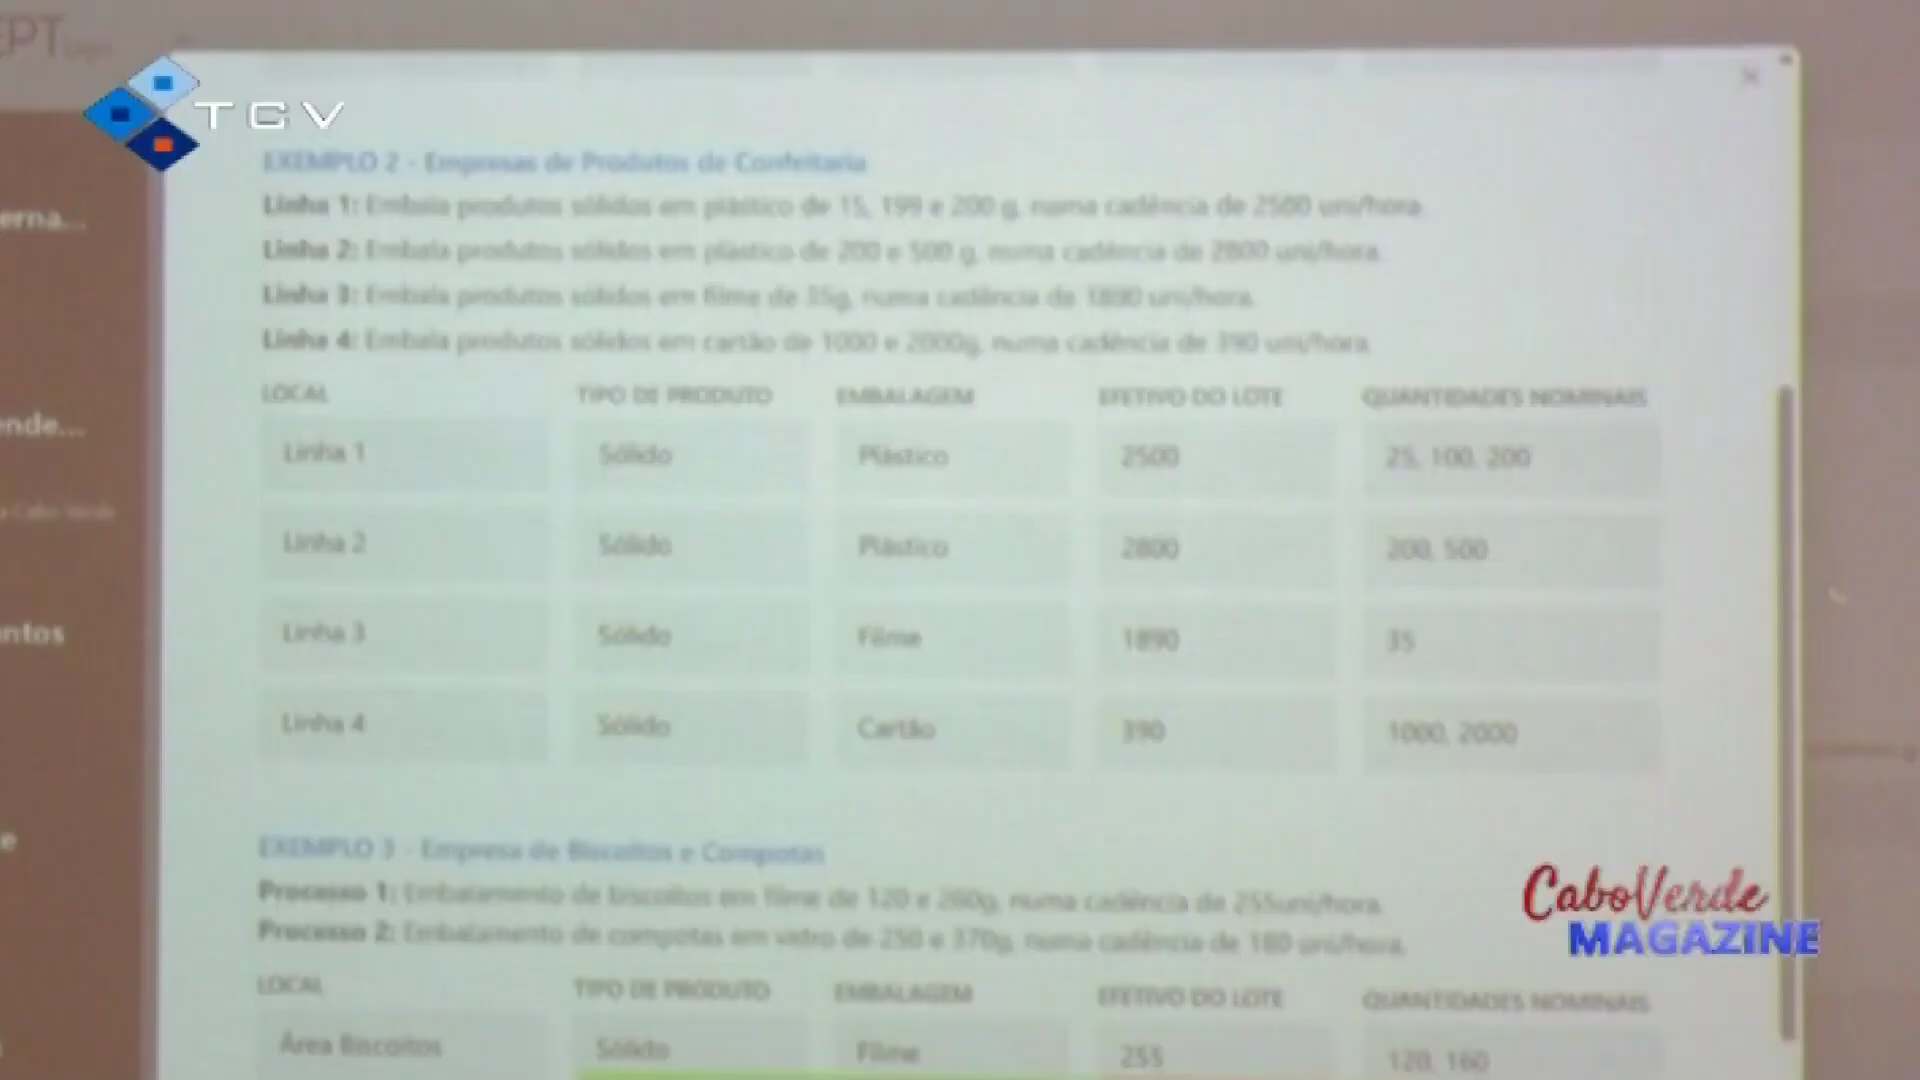 EPT
TCV
EXEMPLO 2 - Empresas de Produtos de Confeitaria
Linha 1: Embala produtos sólidos em plástico de 15, 199 e 200 g, numa cadência de 2500 uni/hora.
Linha 2: Embala produtos sólidos em plástico de 200 e 500 g, numa cadência de 2800 uni/hora.
Linha 3: Embala produtos sólidos em filme de 35g, numa cadência de 1890 uni/hora.
Linha 4: Embala produtos sólidos em cartão de 1000 e 2000g, numa cadência de 390 uni/hora.
LOCAL TIPO DE PRODUTO EMBALAGEM EFETIVO DO LOTE QUANTIDADES NOMINAIS
Linha 1 Sólido Plástico 2500 25, 100, 200
Linha 2 Sólido Plástico 2800 200, 500
Linha 3 Sólido Filme 1890 35
Linha 4 Sólido Cartão 390 1000, 2000
EXEMPLO 3 - Empresa de Biscoitos e Compotas
Processo 1: Embalamento de biscoitos em filme de 120 e 260g, numa cadência de 255uni/hora.
Processo 2: Embalamento de compotas em vidro de 250 e 370g, numa cadência de 180 uni/hora.
LOCAL TIPO DE PRODUTO EMBALAGEM EFETIVO DO LOTE QUANTIDADES NOMINAIS
Área Biscoitos Sólido Filme 255 120, 160
erna...
ende...
a Cabo Verde
ntos
e
CaboVerde
MAGAZINE